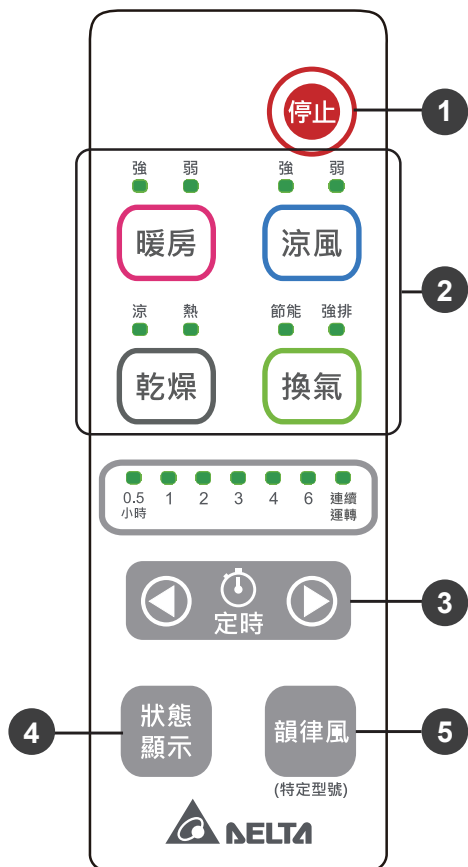 停止
1
強 弱 強 弱
暖房 涼風
2
涼 熱 節能 強排
乾燥 換氣
0.5 1 2 3 4 6 連續
小時 運轉
定時
3
狀態
顯示
4
韻律風
5
(特定型號)
DELTA